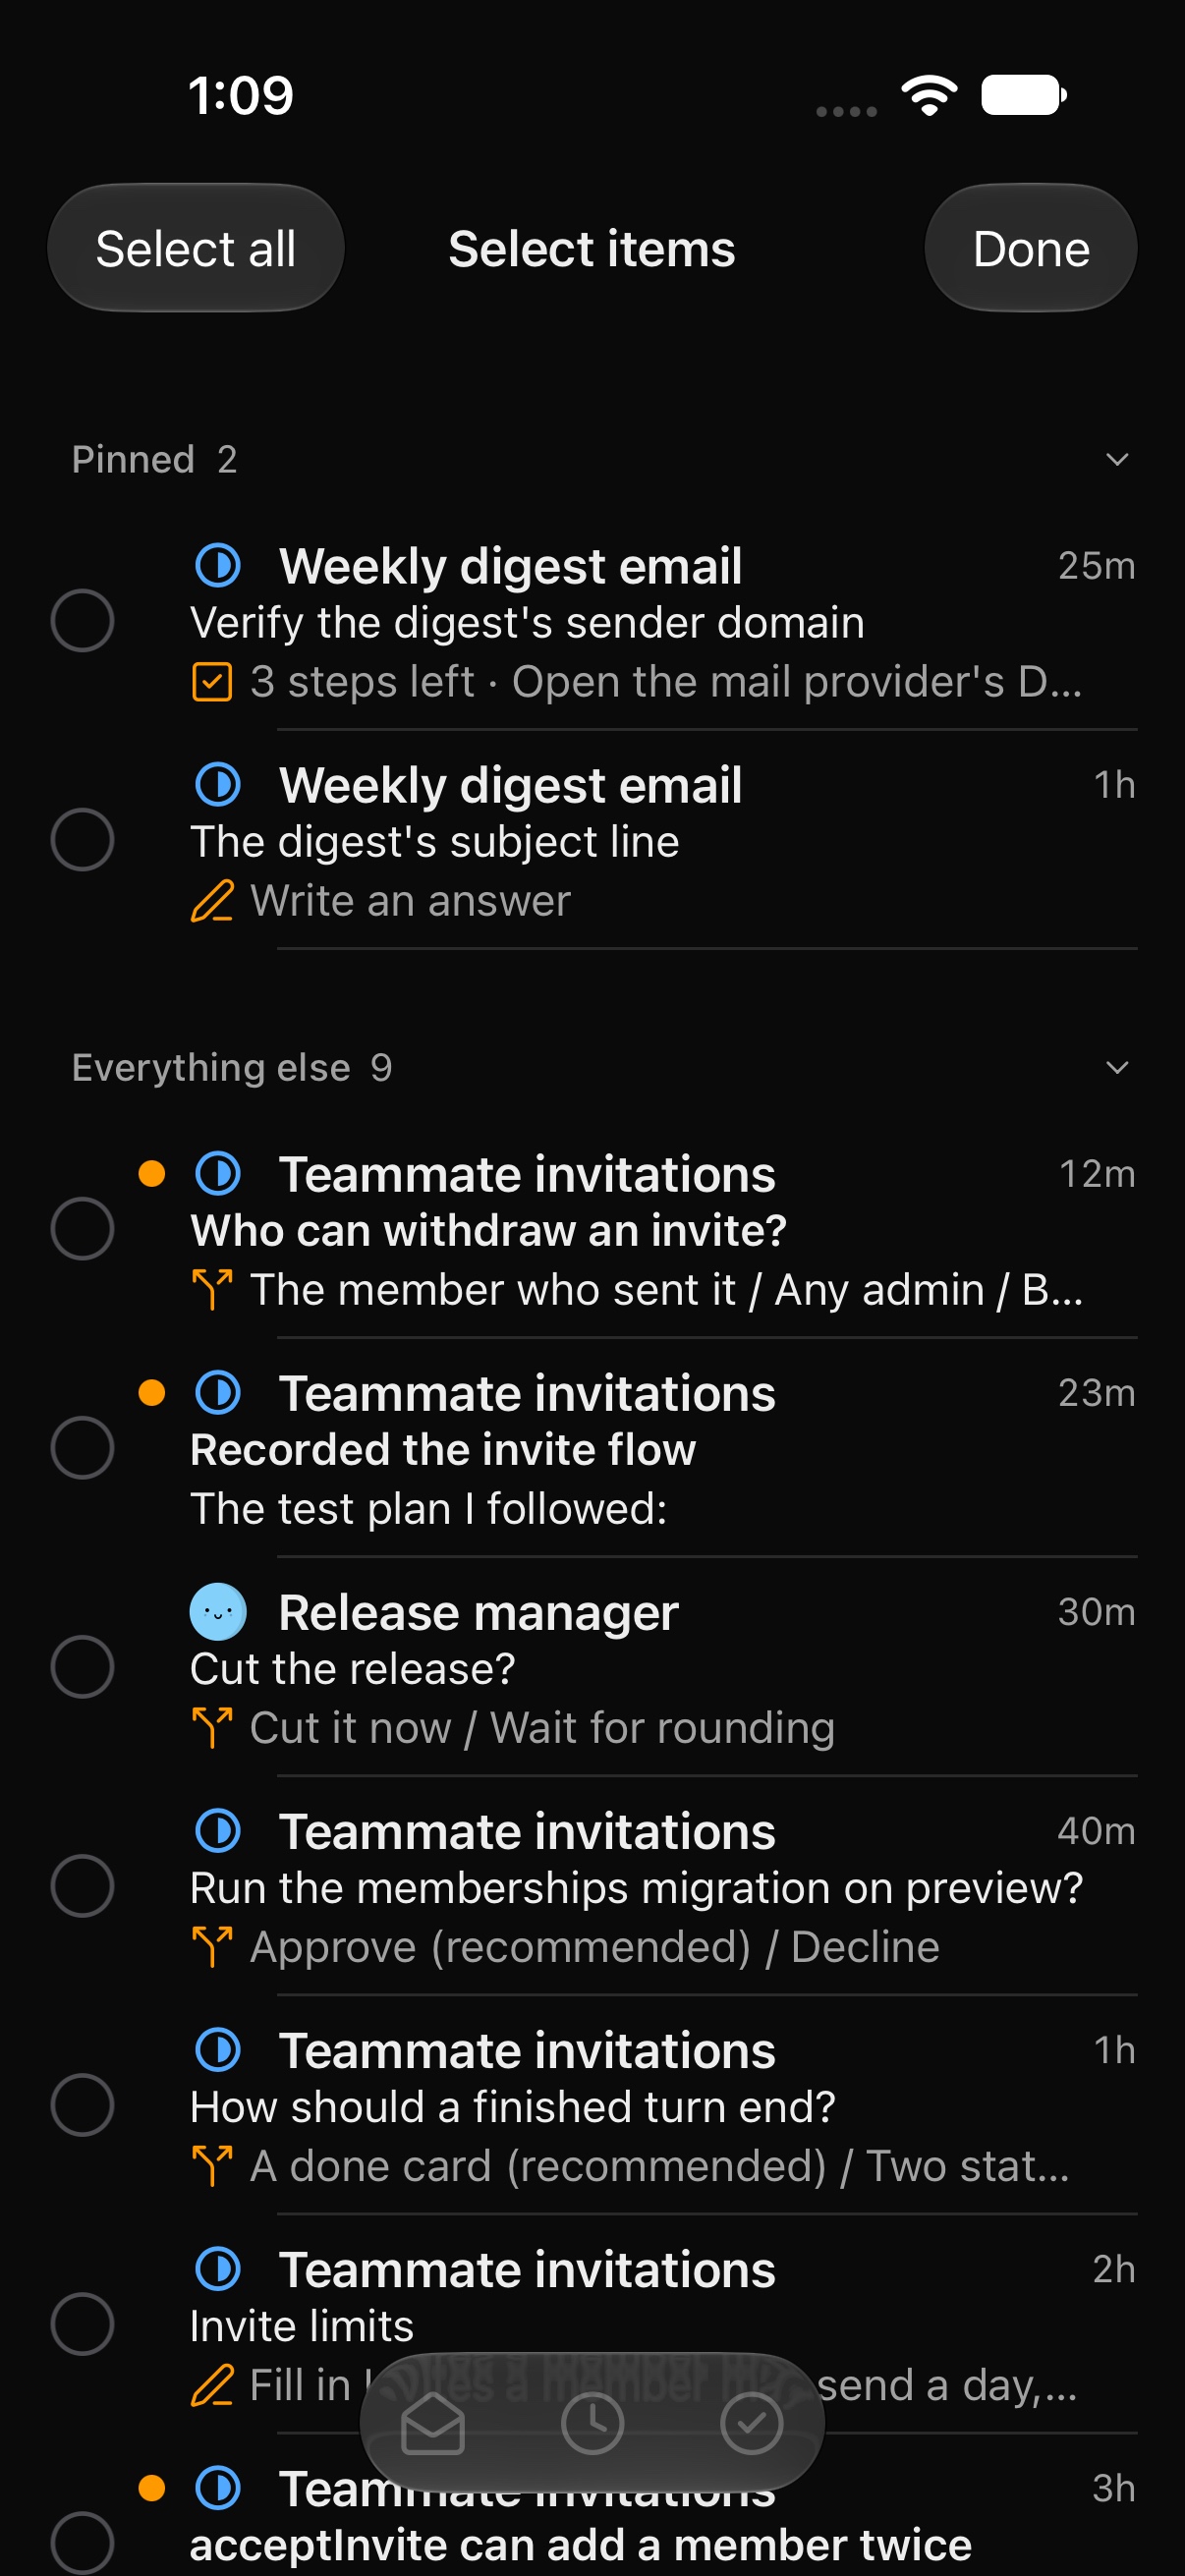 1:09
Select all
Select items
Done
Pinned 2
Weekly digest email 25m
Verify the digest's sender domain
3 steps left · Open the mail provider's D...
Weekly digest email 1h
The digest's subject line
Write an answer
Everything else 9
Teammate invitations 12m
Who can withdraw an invite?
The member who sent it / Any admin / B...
Teammate invitations 23m
Recorded the invite flow
The test plan I followed:
Release manager 30m
Cut the release?
Cut it now / Wait for rounding
Teammate invitations 40m
Run the memberships migration on preview?
Approve (recommended) / Decline
Teammate invitations 1h
How should a finished turn end?
A done card (recommended) / Two stat...
Teammate invitations 2h
Invite limits
Fill in a member send a day,...
Teammate invitations 3h
acceptInvite can add a member twice